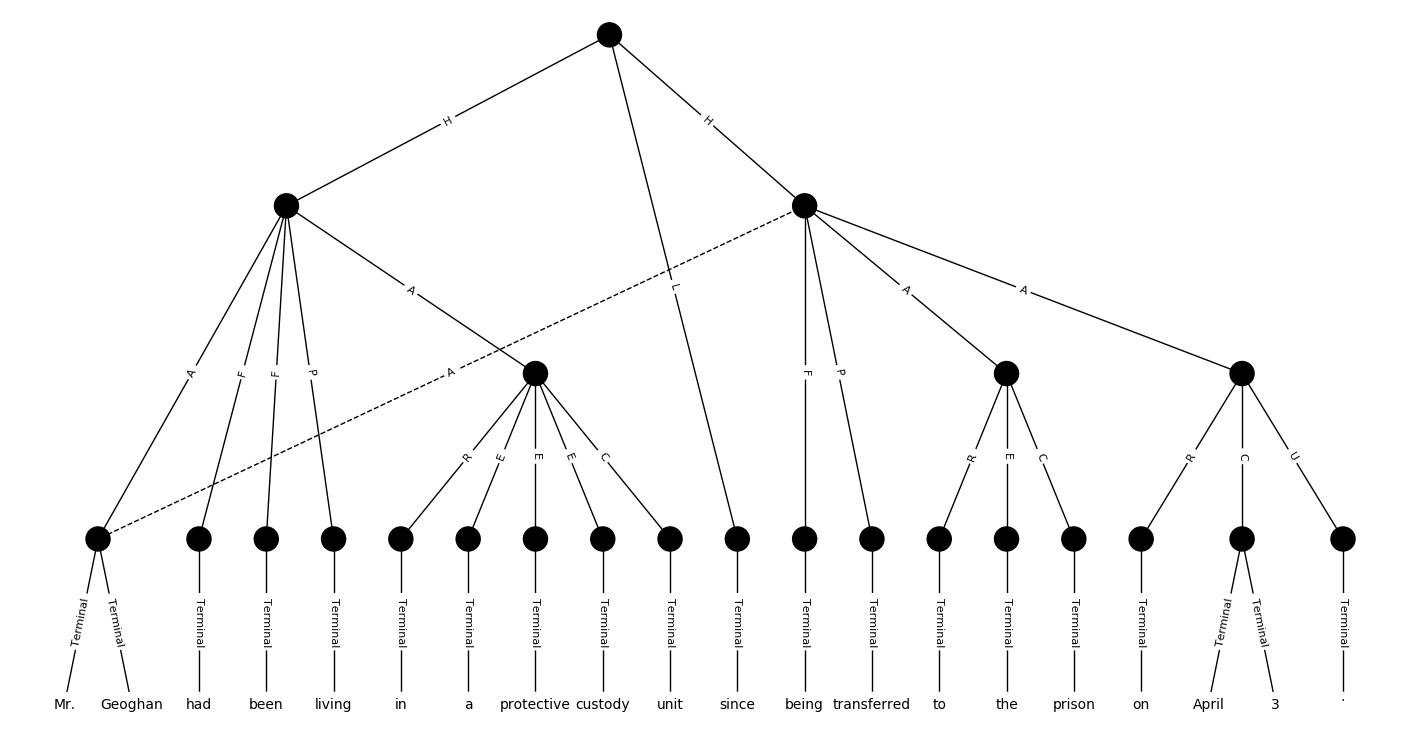 H H
L
A A A
A F F P A F P
R E E E C R E C R C U
Terminal Terminal Terminal Terminal Terminal Terminal Terminal Terminal Terminal Terminal Terminal Terminal Terminal Terminal Terminal Terminal Terminal Terminal Terminal Terminal
Mr. Geoghan had been living in a protective custody unit since being transferred to the prison on April 3 .